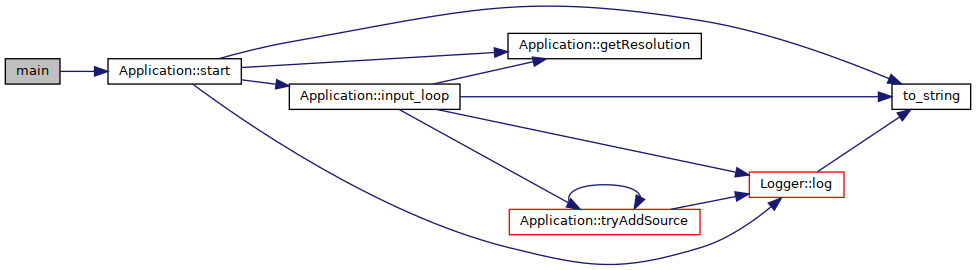 main
Application::start
Application::input_loop
Application::getResolution
Application::tryAddSource
Logger::log
to_string